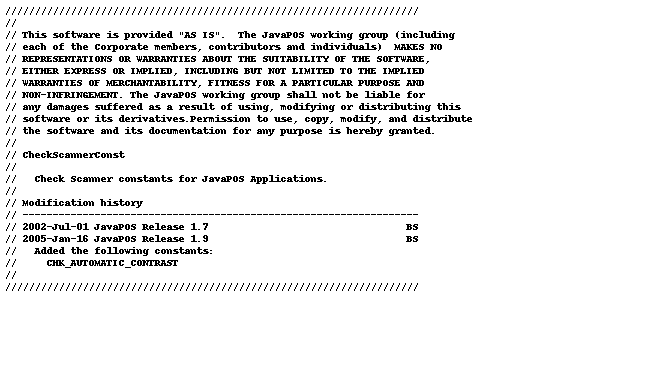 //////////////////////////////////////////////////////////////////////
//
// This software is provided "AS IS".  The JavaPOS working group (including
// each of the Corporate members, contributors and individuals)  MAKES NO
// REPRESENTATIONS OR WARRANTIES ABOUT THE SUITABILITY OF THE SOFTWARE,
// EITHER EXPRESS OR IMPLIED, INCLUDING BUT NOT LIMITED TO THE IMPLIED
// WARRANTIES OF MERCHANTABILITY, FITNESS FOR A PARTICULAR PURPOSE AND
// NON-INFRINGEMENT. The JavaPOS working group shall not be liable for
// any damages suffered as a result of using, modifying or distributing this
// software or its derivatives.Permission to use, copy, modify, and distribute
// the software and its documentation for any purpose is hereby granted.
//
// CheckScannerConst
//
//   Check Scanner constants for JavaPOS Applications.
//
// Modification history
// ------------------------------------------------------------------
// 2002-Jul-01 JavaPOS Release 1.7                                 BS
// 2005-Jan-16 JavaPOS Release 1.9                                 BS
//   Added the following constants:
//     CHK_AUTOMATIC_CONTRAST
//
//////////////////////////////////////////////////////////////////////